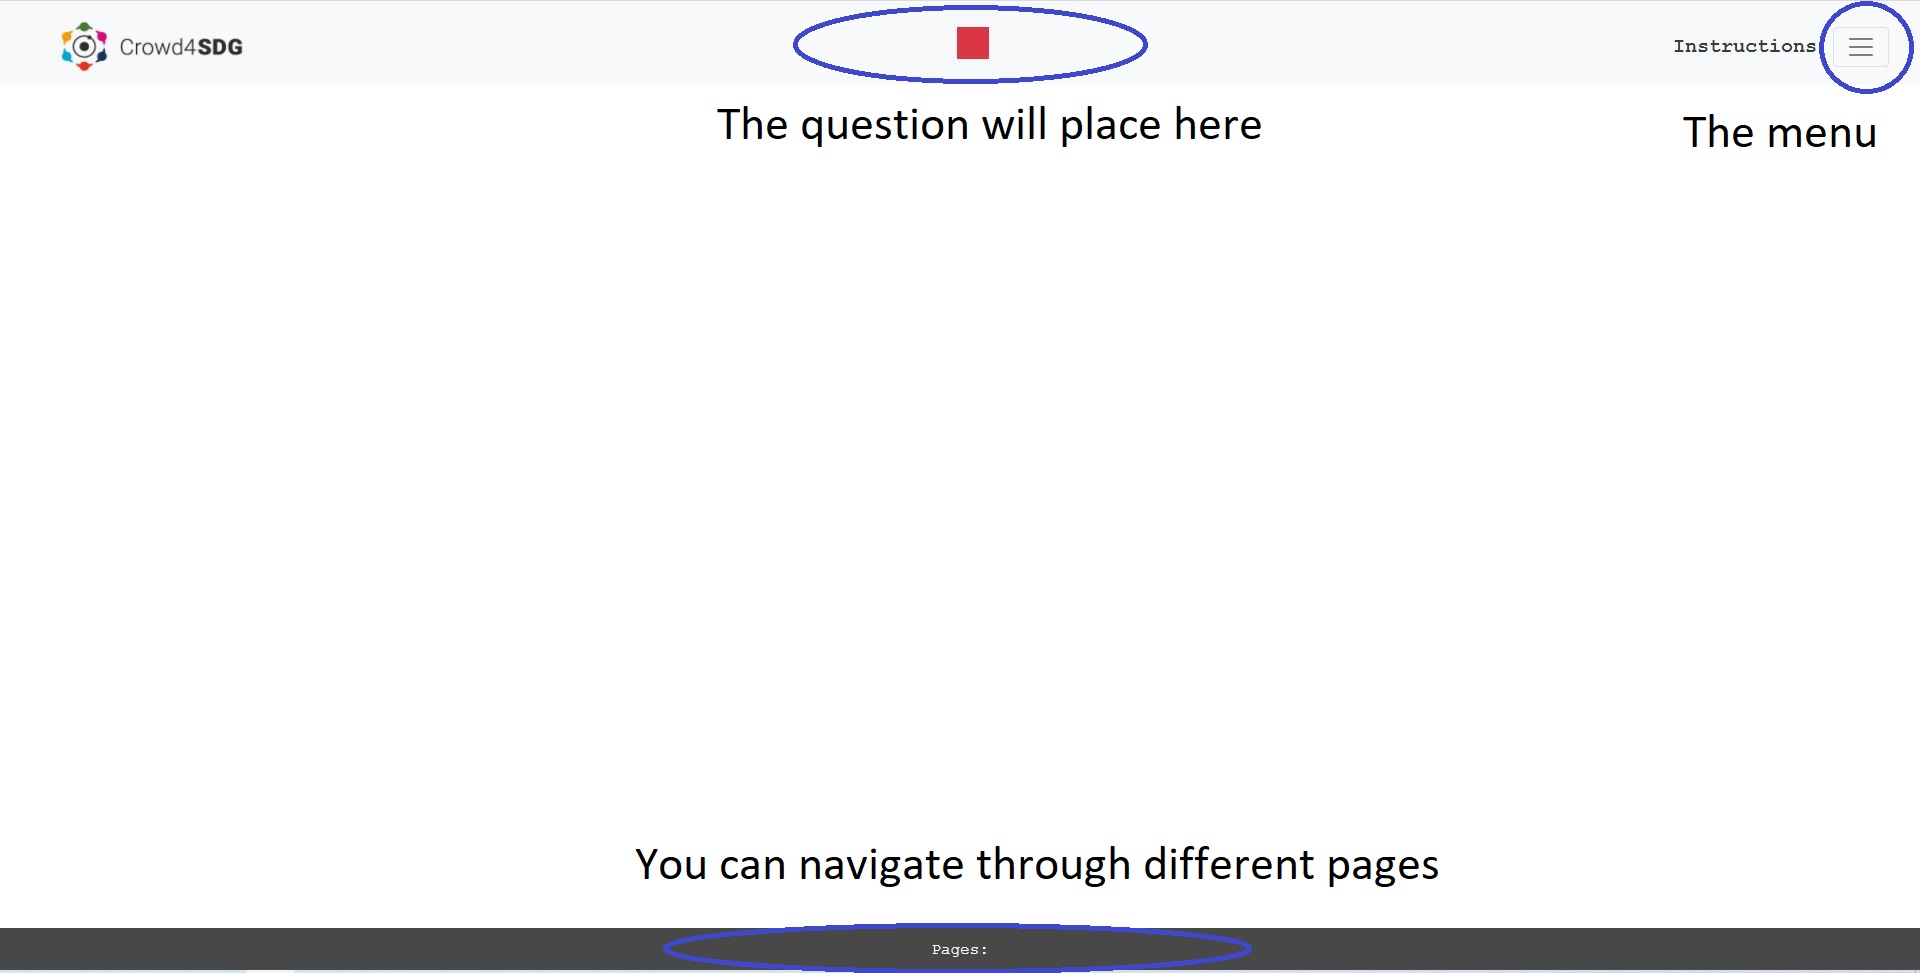 Crowd4SDG
Instructions
The question will place here
The menu
You can navigate through different pages
Pages: